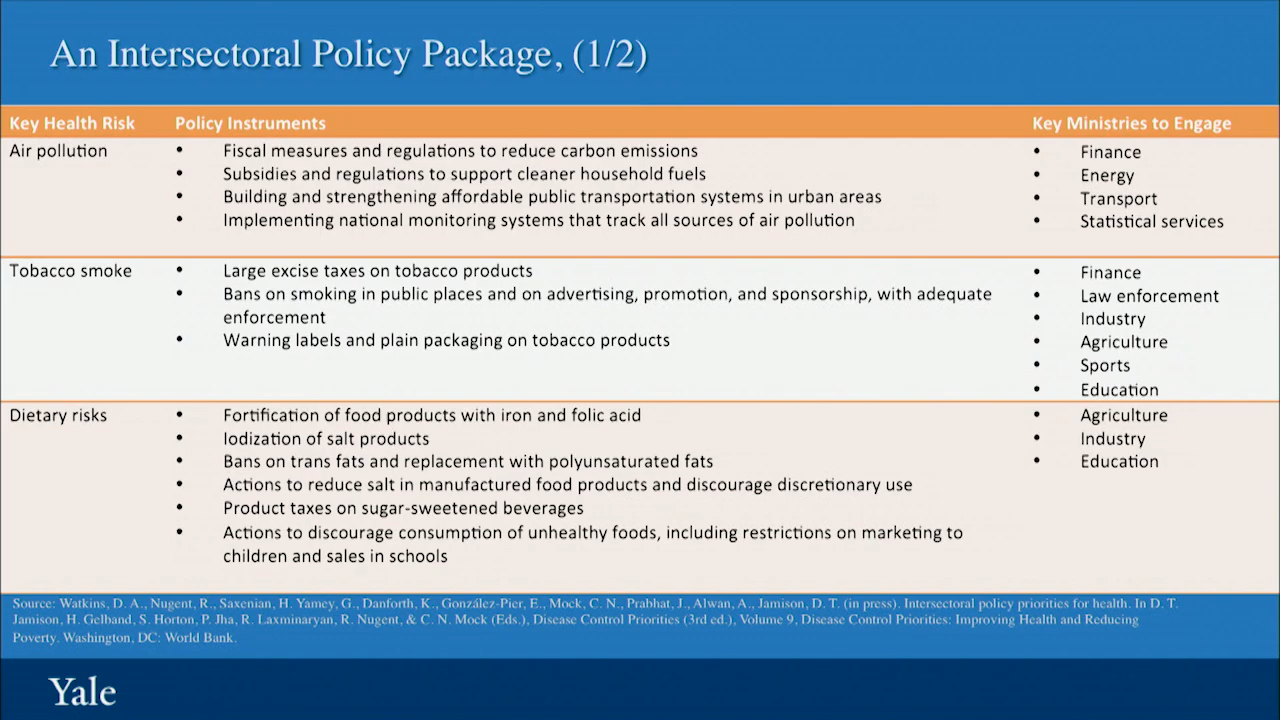 An Intersectoral Policy Package, (1/2)
Key Health Risk Policy Instruments Key Ministries to Engage
Air pollution
• Fiscal measures and regulations to reduce carbon emissions
• Subsidies and regulations to support cleaner household fuels
• Building and strengthening affordable public transportation systems in urban areas
• Implementing national monitoring systems that track all sources of air pollution
• Finance
• Energy
• Transport
• Statistical services
Tobacco smoke
• Large excise taxes on tobacco products
• Bans on smoking in public places and on advertising, promotion, and sponsorship, with adequate
enforcement
• Warning labels and plain packaging on tobacco products
• Finance
• Law enforcement
• Industry
• Agriculture
• Sports
• Education
Dietary risks
• Fortification of food products with iron and folic acid
• Iodization of salt products
• Bans on trans fats and replacement with polyunsaturated fats
• Actions to reduce salt in manufactured food products and discourage discretionary use
• Product taxes on sugar-sweetened beverages
• Actions to discourage consumption of unhealthy foods, including restrictions on marketing to
children and sales in schools
• Agriculture
• Industry
• Education
Source: Watkins, D. A., Nugent, R., Saxenian, H. Yamey, G., Danforth, K., González-Pier, E., Mock, C. N., Prabhat, J., Alwan, A., Jamison, D. T. (in press). Intersectoral policy priorities for health. In D. T.
Jamison, H. Gelband, S. Horton, P. Jha, R. Laxminaryan, R. Nugent, & C. N. Mock (Eds.), Disease Control Priorities (3rd ed.), Volume 9, Disease Control Priorities: Improving Health and Reducing
Poverty. Washington, DC: World Bank.
Yale